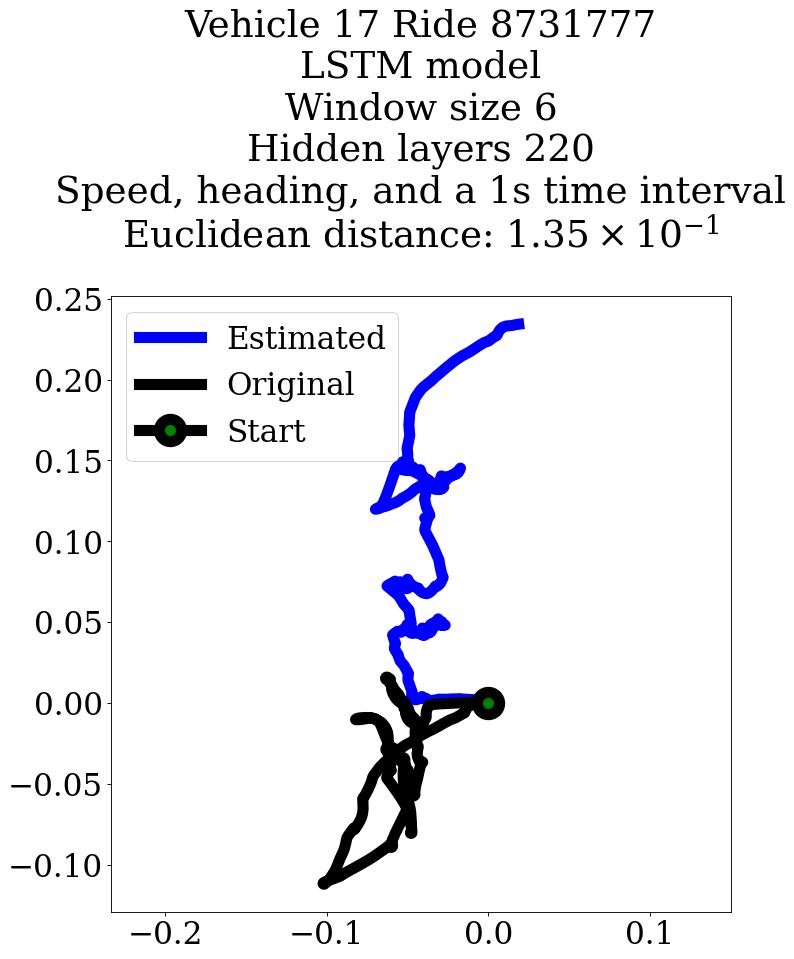 Vehicle 17 Ride 8731777
LSTM model
Window size 6
Hidden layers 220
Speed, heading, and a 1s time interval
Euclidean distance: 1.35 × 10⁻¹
Estimated
Original
Start
0.25
0.20
0.15
0.10
0.05
0.00
−0.05
−0.10
−0.2 −0.1 0.0 0.1